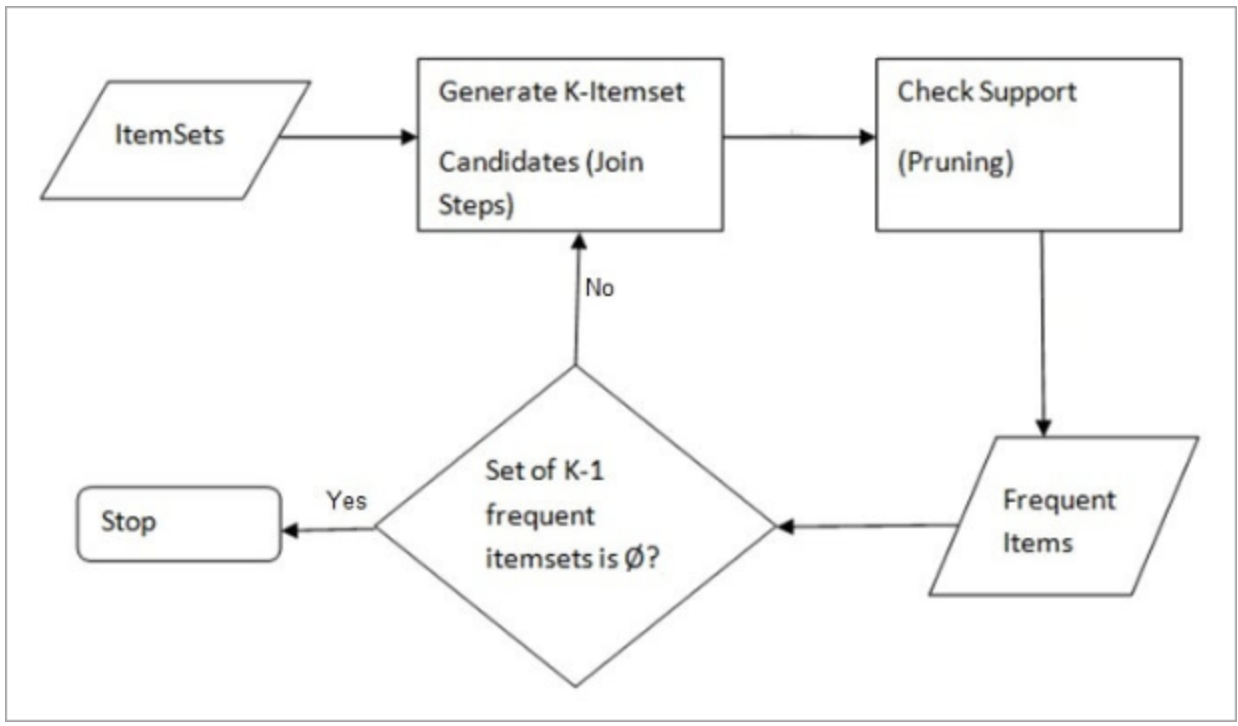 ItemSets
Generate K-Itemset
Candidates (Join
Steps)
Check Support
(Pruning)
No
Set of K-1
frequent
itemsets is Ø?
Yes
Stop
Frequent
Items